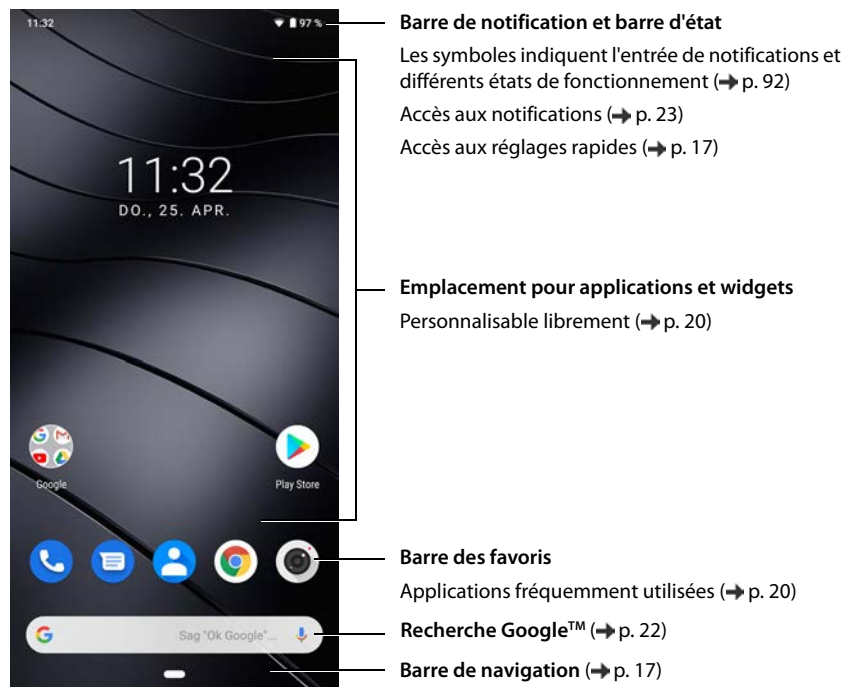 11:32
97 %
11:32
DO., 25. APR.
Google
Play Store
Sag "Ok Google"...
Barre de notification et barre d'état
Les symboles indiquent l'entrée de notifications et
différents états de fonctionnement (➔ p. 92)
Accès aux notifications (➔ p. 23)
Accès aux réglages rapides (➔ p. 17)
Emplacement pour applications et widgets
Personnalisable librement (➔ p. 20)
Barre des favoris
Applications fréquemment utilisées (➔ p. 20)
Recherche Google™ (➔ p. 22)
Barre de navigation (➔ p. 17)